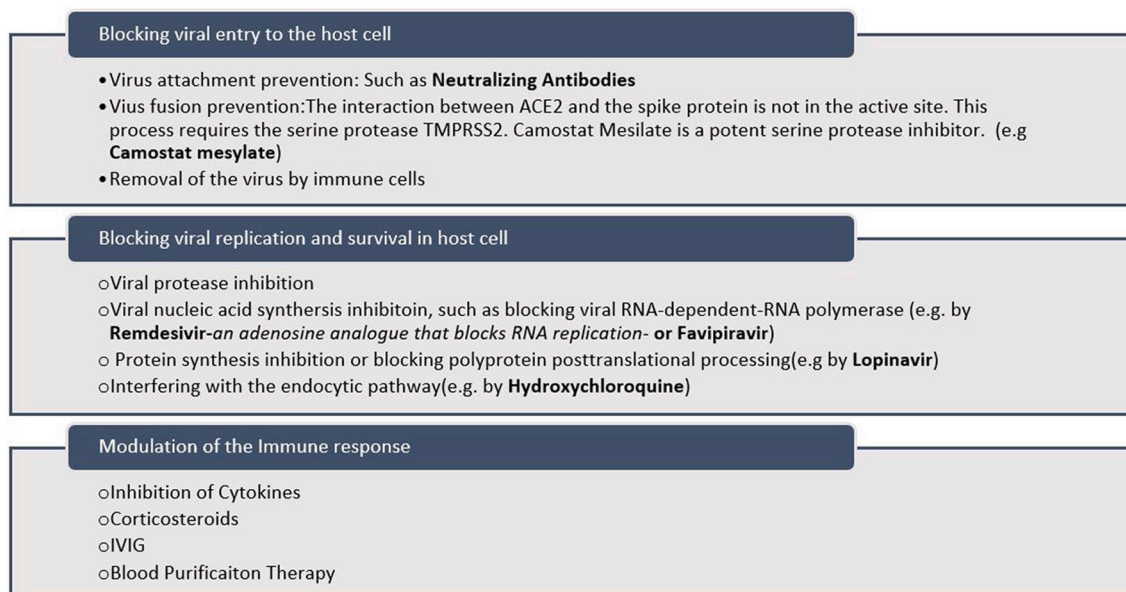 Blocking viral entry to the host cell
•Virus attachment prevention: Such as Neutralizing Antibodies
•Vius fusion prevention:The interaction between ACE2 and the spike protein is not in the active site. This
process requires the serine protease TMPRSS2. Camostat Mesilate is a potent serine protease inhibitor. (e.g
Camostat mesylate)
•Removal of the virus by immune cells
Blocking viral replication and survival in host cell
oViral protease inhibition
oViral nucleic acid synthersis inhibitoin, such as blocking viral RNA-dependent-RNA polymerase (e.g. by
Remdesivir-an adenosine analogue that blocks RNA replication- or Favipiravir)
o Protein synthesis inhibition or blocking polyprotein posttranslational processing(e.g by Lopinavir)
oInterfering with the endocytic pathway(e.g. by Hydroxychloroquine)
Modulation of the Immune response
oInhibition of Cytokines
oCorticosteroids
oIVIG
oBlood Purificaiton Therapy